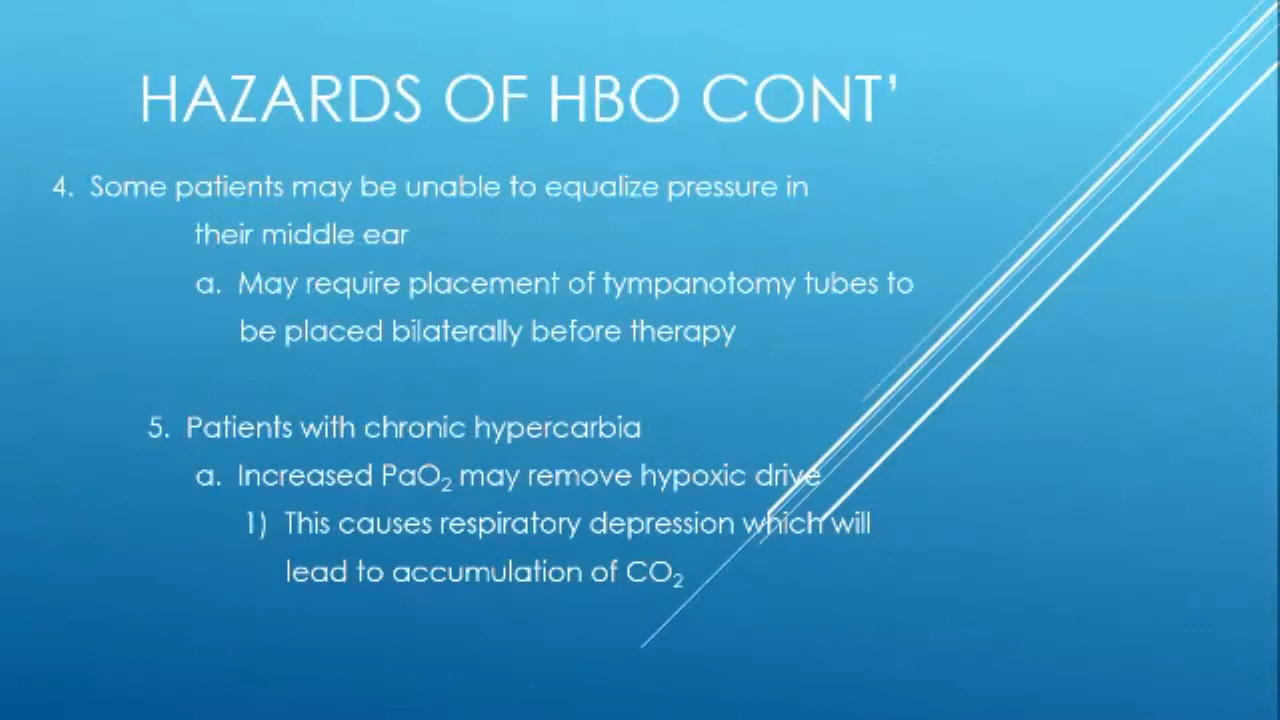 HAZARDS OF HBO CONT'
4. Some patients may be unable to equalize pressure in
their middle ear
a. May require placement of tympanotomy tubes to
be placed bilaterally before therapy
5. Patients with chronic hypercarbia
a. Increased PaO₂ may remove hypoxic drive
1) This causes respiratory depression which will
lead to accumulation of CO₂